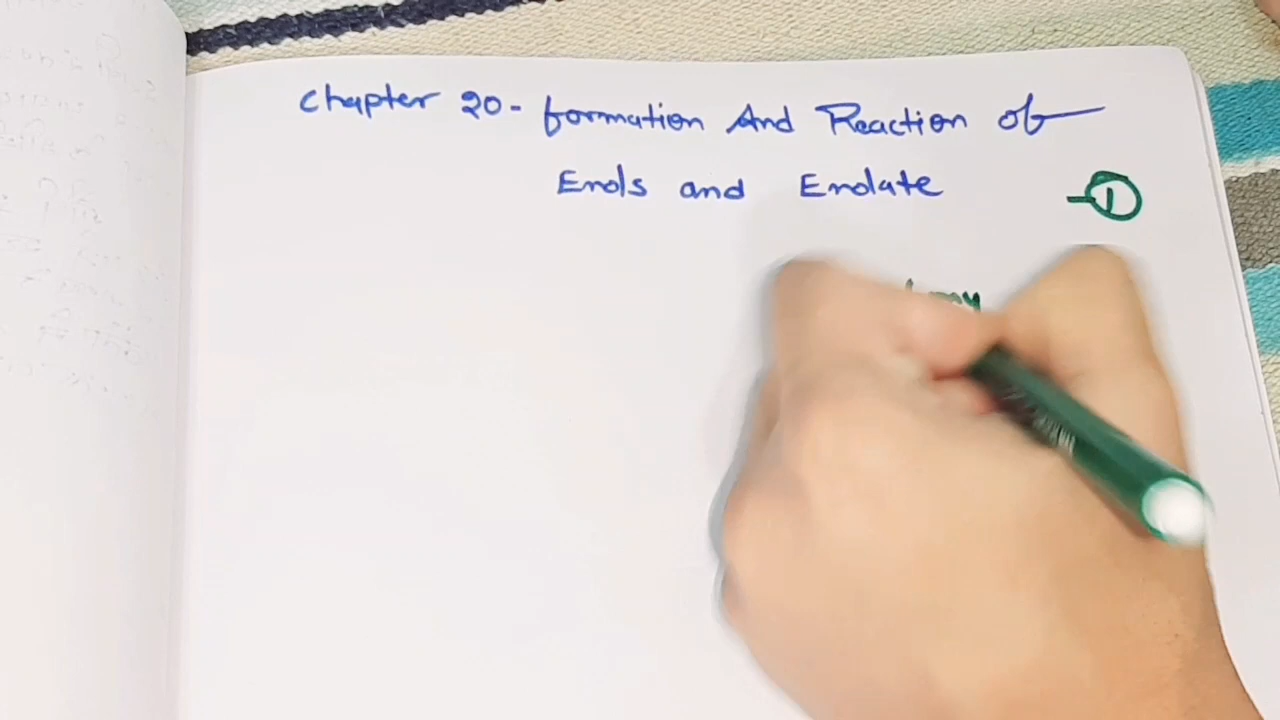 Chapter 20- formation And Reaction of
Enols and Enolate
1